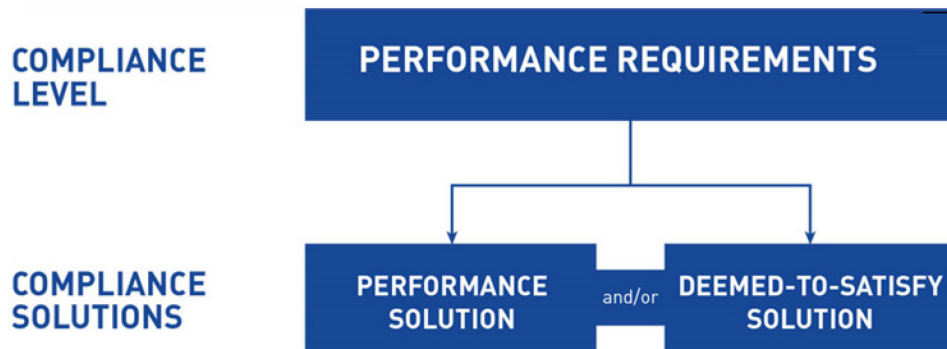 COMPLIANCE
LEVEL
PERFORMANCE REQUIREMENTS
COMPLIANCE
SOLUTIONS
PERFORMANCE
SOLUTION
and/or
DEEMED-TO-SATISFY
SOLUTION